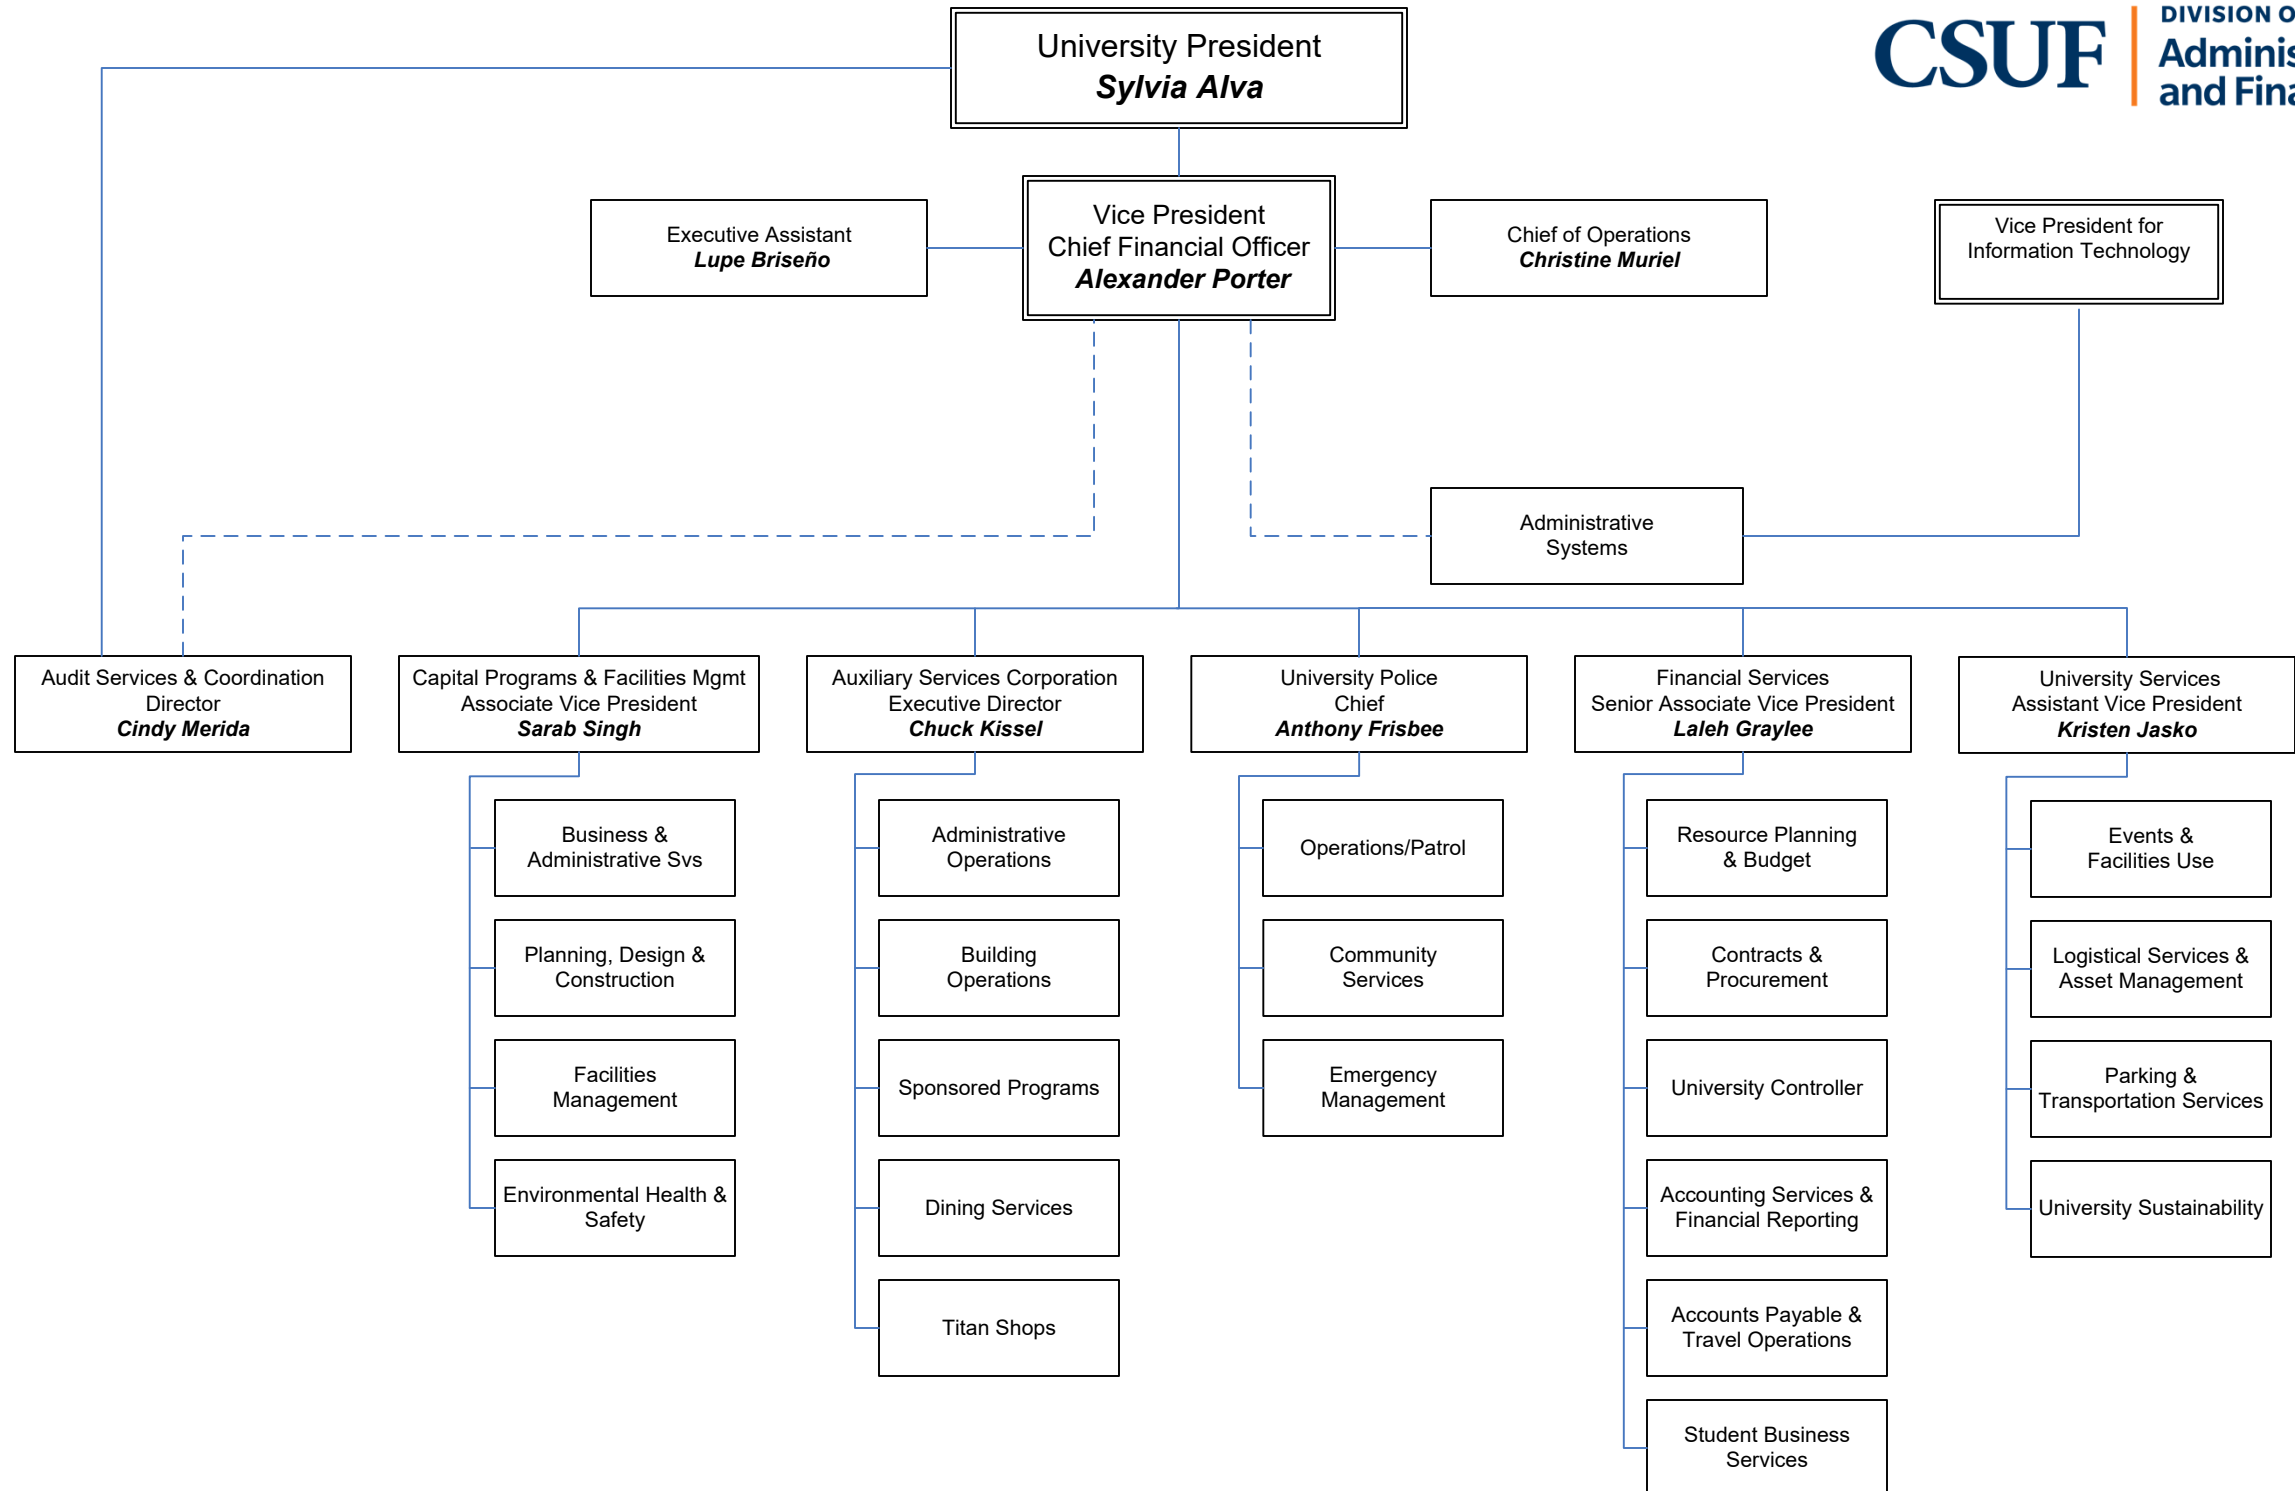 University President
Sylvia Alva
CSUF
DIVISION
Vice President
Chief Financial Officer
Alexander Porter
Executive Assistant
Lupe Briseño
Chief of Operations
Christine Muriel
Vice President for
Information Technology
Administrative
Systems
Audit Services & Coordination
Director
Cindy Merida
Capital Programs & Facilities Mgmt
Associate Vice President
Sarab Singh
Auxiliary Services Corporation
Executive Director
Chuck Kissel
University Police
Chief
Anthony Frisbee
Financial Services
Senior Associate Vice President
Laleh Graylee
University Services
Assistant Vice President
Kristen Jasko
Business &
Administrative Svs
Planning, Design &
Construction
Facilities
Management
Environmental Health &
Safety
Administrative
Operations
Building
Operations
Sponsored Programs
Dining Services
Titan Shops
Operations/Patrol
Community
Services
Emergency
Management
Resource Planning
& Budget
Contracts &
Procurement
University Controller
Accounting Services &
Financial Reporting
Accounts Payable &
Travel Operations
Student Business
Services
Events &
Facilities Use
Logistical Services &
Asset Management
Parking &
Transportation Services
University Sustainability